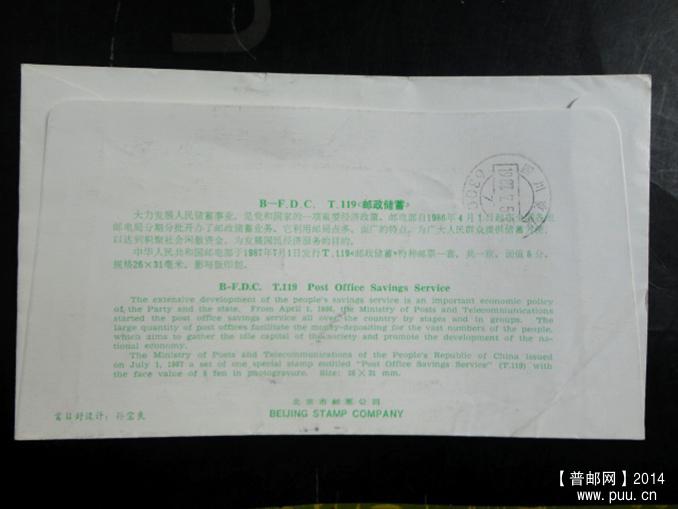 B—F.D.C. T.119<邮政储蓄>
大力发展人民储蓄事业，是党和国家的一项重要经济政策。邮电部自1986年4月1日起在全国各地
邮电局分期分批开办了邮政储蓄业务。它利用邮局点多、面广的特点，为广大人民群众提供储蓄方便，
以达到积聚社会闲散资金，为发展国民经济服务的目的。
中华人民共和国邮电部于1987年7月1日发行T.119<邮政储蓄>特种邮票一套，共一枚，面值8分，
规格26×31毫米，影写版印制。
B-F.D.C. T.119 Post Office Savings Service
The extensive development of the people's savings service is an important economic policy
of the Party and the state. From April 1, 1986, the Ministry of Posts and Telecommunications
started the post office savings service all over the country by stages and in groups. The
large quantity of post offices facilitate the money-depositing for the vast numbers of the people,
which aims to gather the idle capital of the society and promote the development of the na-
tional economy.
The Ministry of Posts and Telecommunications of the People's Republic of China issued
on July 1, 1987 a set of one special stamp entitled "Post Office Savings Service" (T.119) with
the face value of 8 fen in photogravure. Size: 26×31 mm.
北京市邮票公司
BEIJING STAMP COMPANY
首日封设计：孙宝良
四川
【普邮网】2014
www.puu.cn